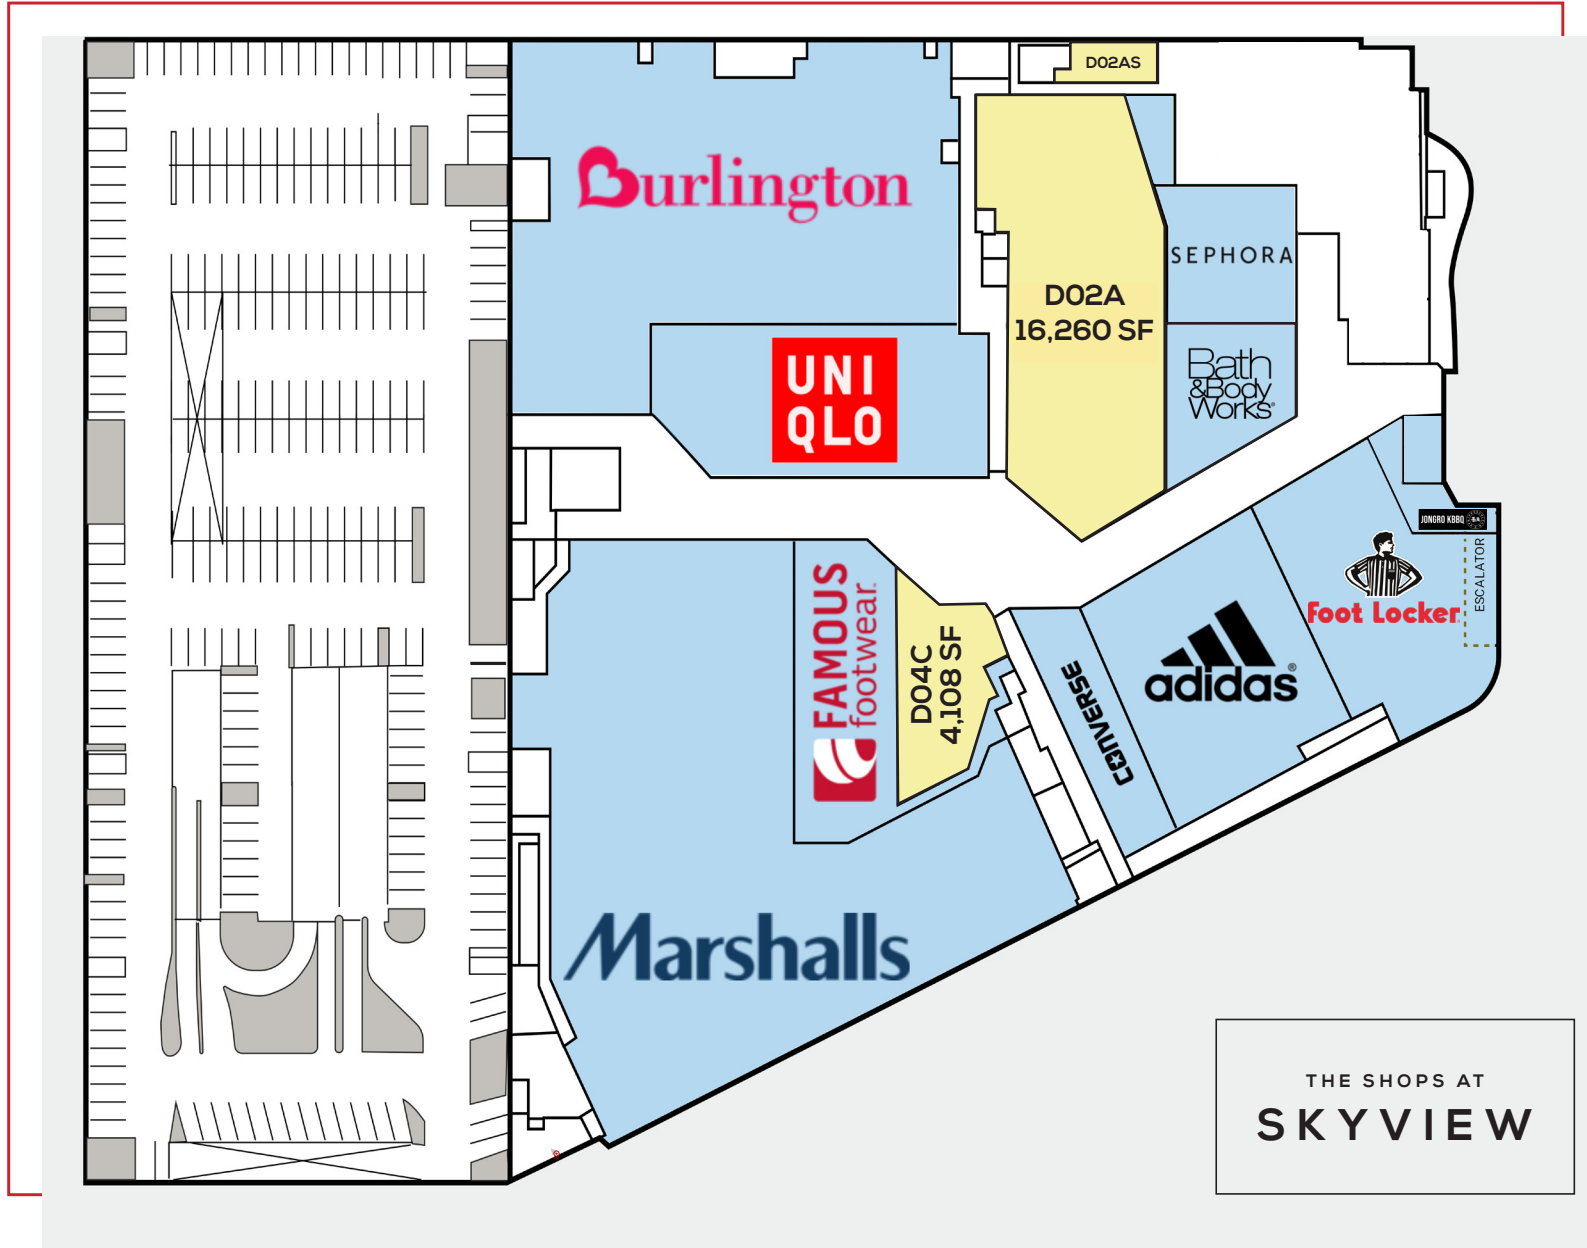 D02AS
Burlington
SEPHORA
D02A
16,260 SF
UNI
QLO
Bath
&Body
Works®
JONGRO KBBQ
ESCALATOR
Foot Locker
FAMOUS
footwear.
D04C
4,108 SF
adidas®
CONVERSE
Marshalls
THE SHOPS AT
SKYVIEW